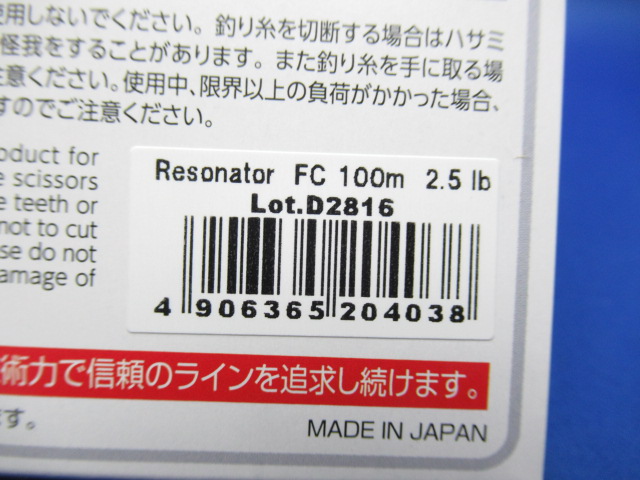 使用しないでください。釣り糸を切断する場合はハサミ
怪我をすることがあります。また釣り糸を手に取る場
注意ください。使用中、限界以上の負荷がかかった場合、
すのでご注意ください。
oduct for
e scissors
e teeth or
not to cut
se do not
amage of
Resonator FC 100m 2.5 lb
Lot.D2816
4 906365 204038
術力で信頼のラインを追求し続けます。
ます。
MADE IN JAPAN